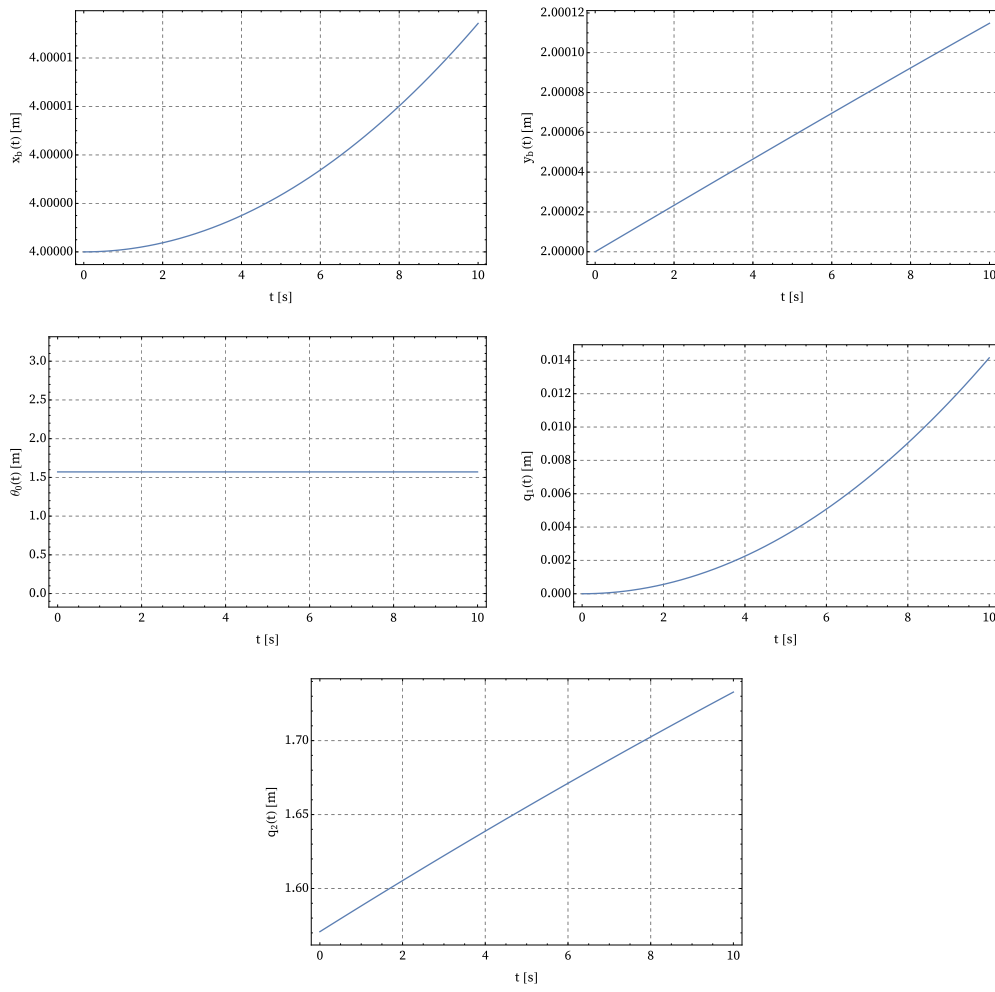 4.00001
4.00001
4.00000
4.00000
4.00000
x_b(t) [m]
0 2 4 6 8 10
t [s]
2.00012
2.00010
2.00008
2.00006
2.00004
2.00002
2.00000
y_b(t) [m]
0 2 4 6 8 10
t [s]
3.0
2.5
2.0
1.5
1.0
0.5
0.0
θ_0(t) [m]
0 2 4 6 8 10
t [s]
0.014
0.012
0.010
0.008
0.006
0.004
0.002
0.000
q_1(t) [m]
0 2 4 6 8 10
t [s]
1.70
1.65
1.60
q_2(t) [m]
0 2 4 6 8 10
t [s]